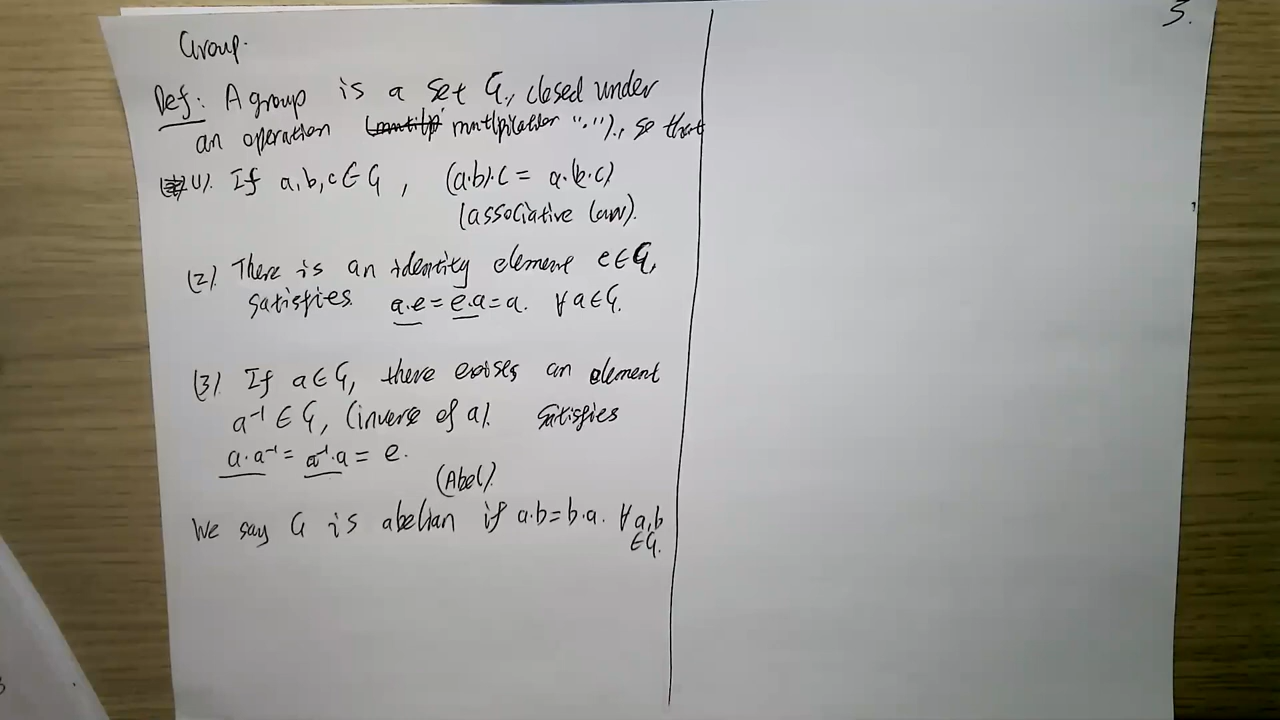 Group.
5.
Def: A group is a set G, closed under
an operation (multiplication "·"), so that
(1). If a, b, c ∈ G, (a·b)·c = a·(b·c)
(associative law).
(2). There is an identity element e ∈ G,
satisfies a·e = e·a = a. ∀ a ∈ G.
(3). If a ∈ G, there exises an element
a⁻¹ ∈ G, (inverse of a). satisfies
a·a⁻¹ = a⁻¹·a = e.
(Abel).
We say G is abelian if a·b = b·a. ∀ a, b
∈ G.